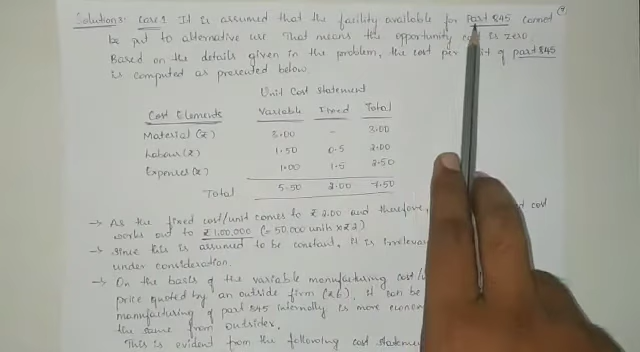 Solutions: Case 1 It is assumed that the facility available for Part 845 cannot
be put to alternative use That means the opportunity is zero.
Based on the details given in the problem, the cost per of part 845
is computed as presented below.
Unit Cost Statement
Cost Elements Variable Fixed Total
Material (₹) 3.00 - 3.00
Labour (₹) 1.50 0.5 2.00
Expenses (₹) 1.00 1.5 2.50
Total 5.50 2.00 7.50
→ As the fixed cost/unit comes to ₹ 2.00 and therefore, cost
works out to ₹ 1,00,000 (= 50,000 units x ₹2)
→ Since this is assumed to be constant, it is irrelevant
under consideration.
→ On the basis of the variable manufacturing cost/
price quoted by an outside firm (₹6), it can be
manufacturing of part 845 internally is more
the same from outsider.
This is evident from the following cost